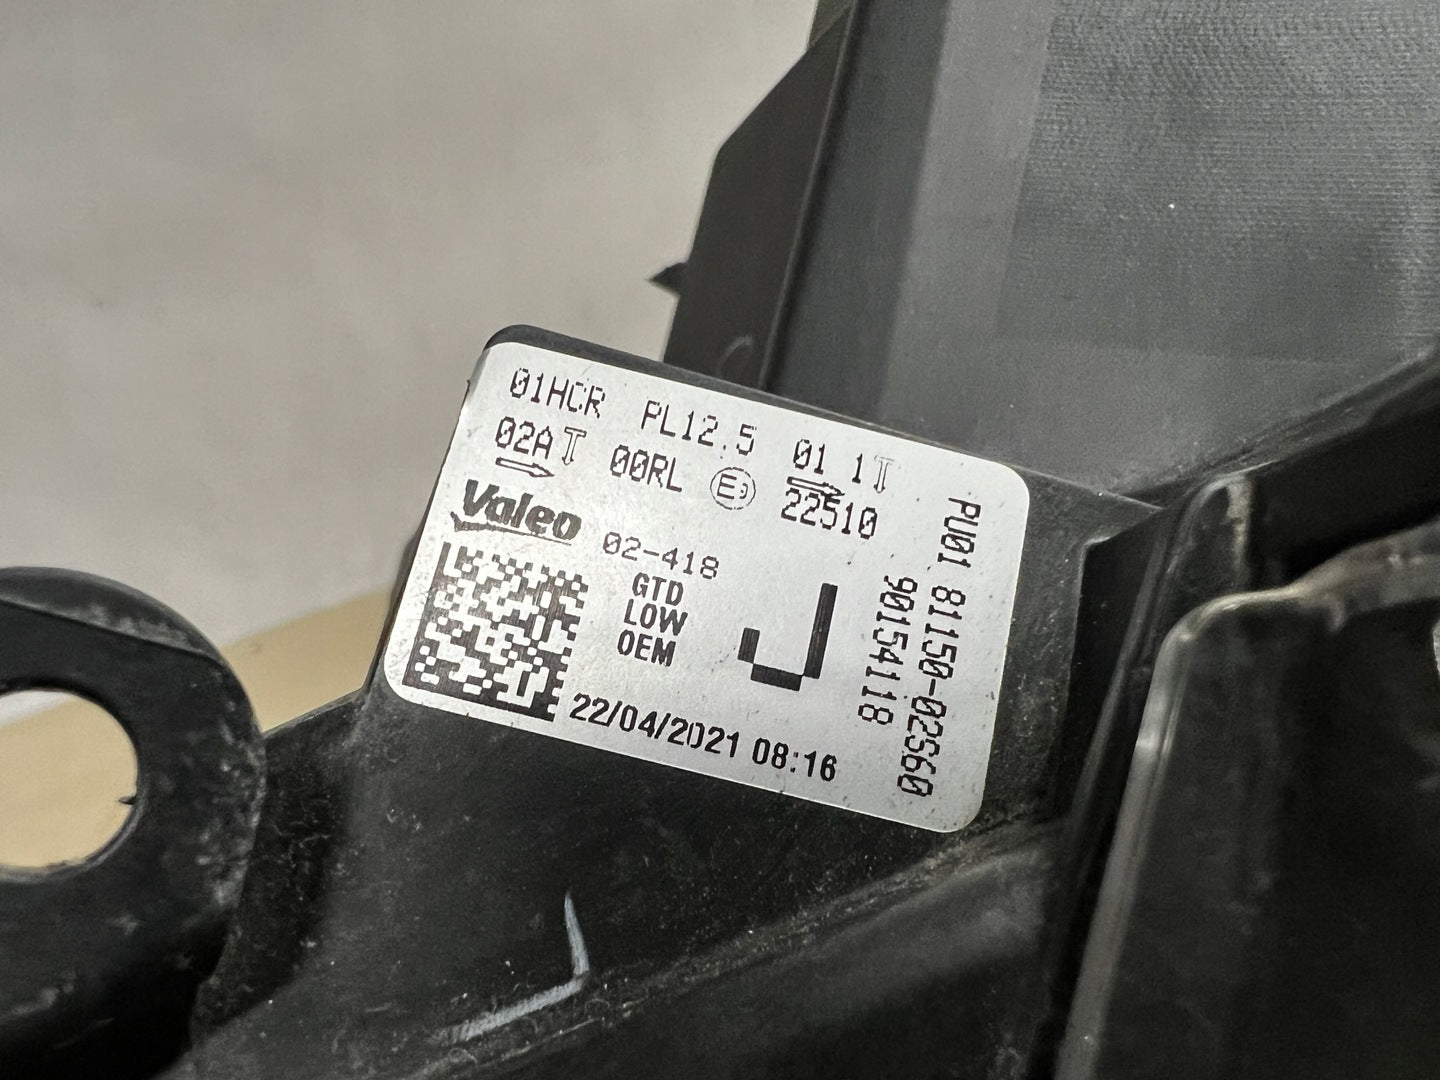 01HCR PL12.5 01 1
02A 00RL E 22510
Valeo
02-418
GTD
LOW
OEM
22/04/2021 08:16
PU01 81150-02S60
90154118